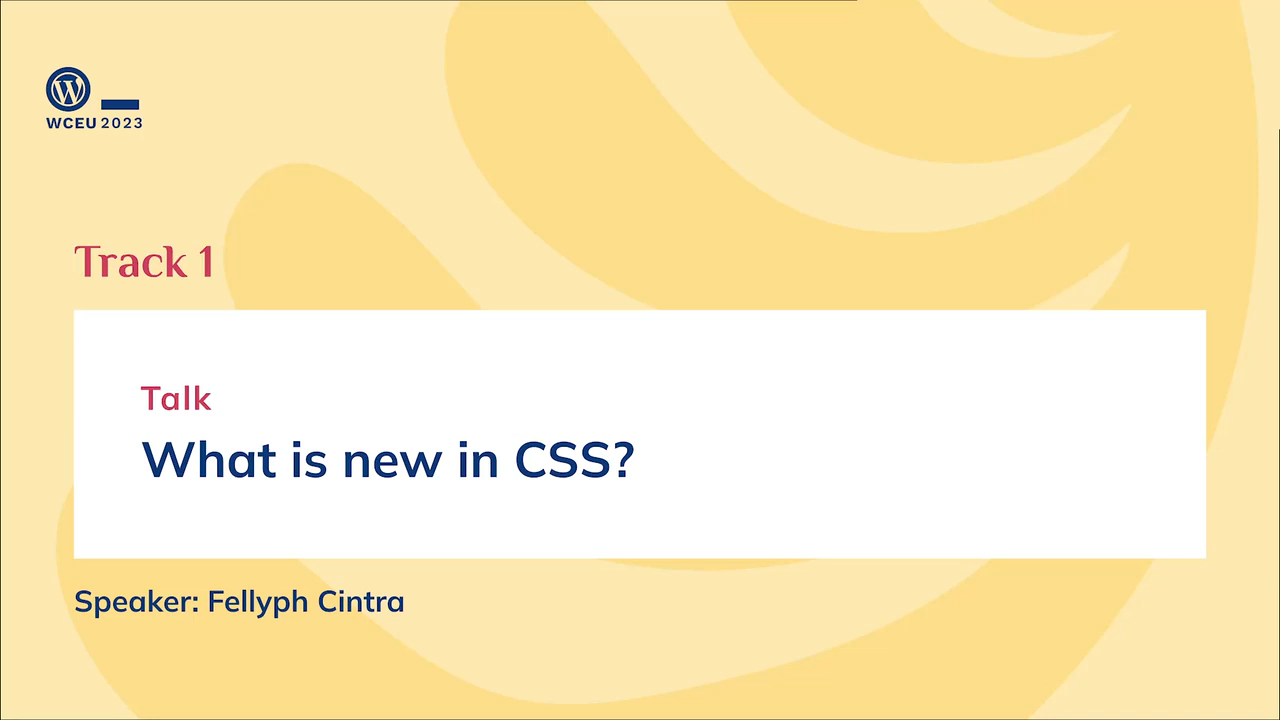 WCEU 2023
Track 1
Talk
What is new in CSS?
Speaker: Fellyph Cintra